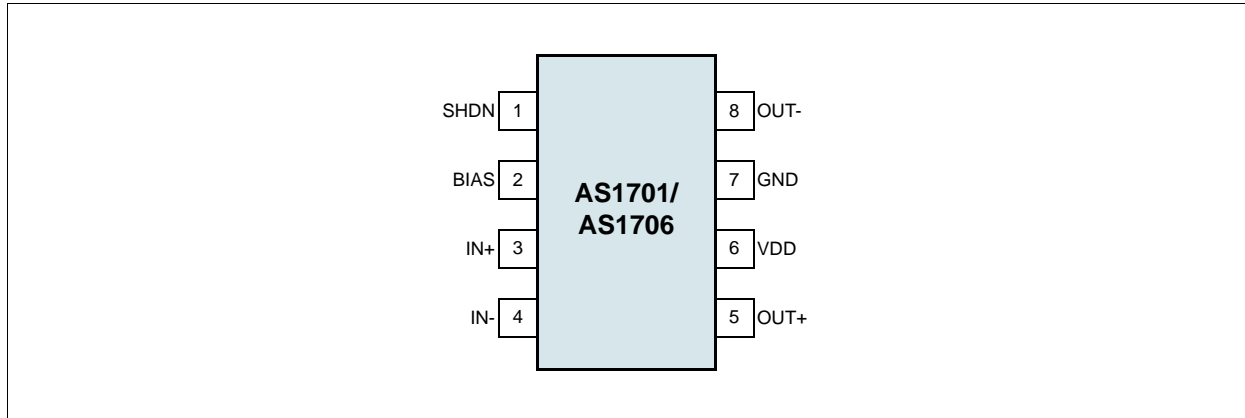 SHDN 1
8 OUT-
BIAS 2
7 GND
AS1701/
AS1706
IN+ 3
6 VDD
IN- 4
5 OUT+